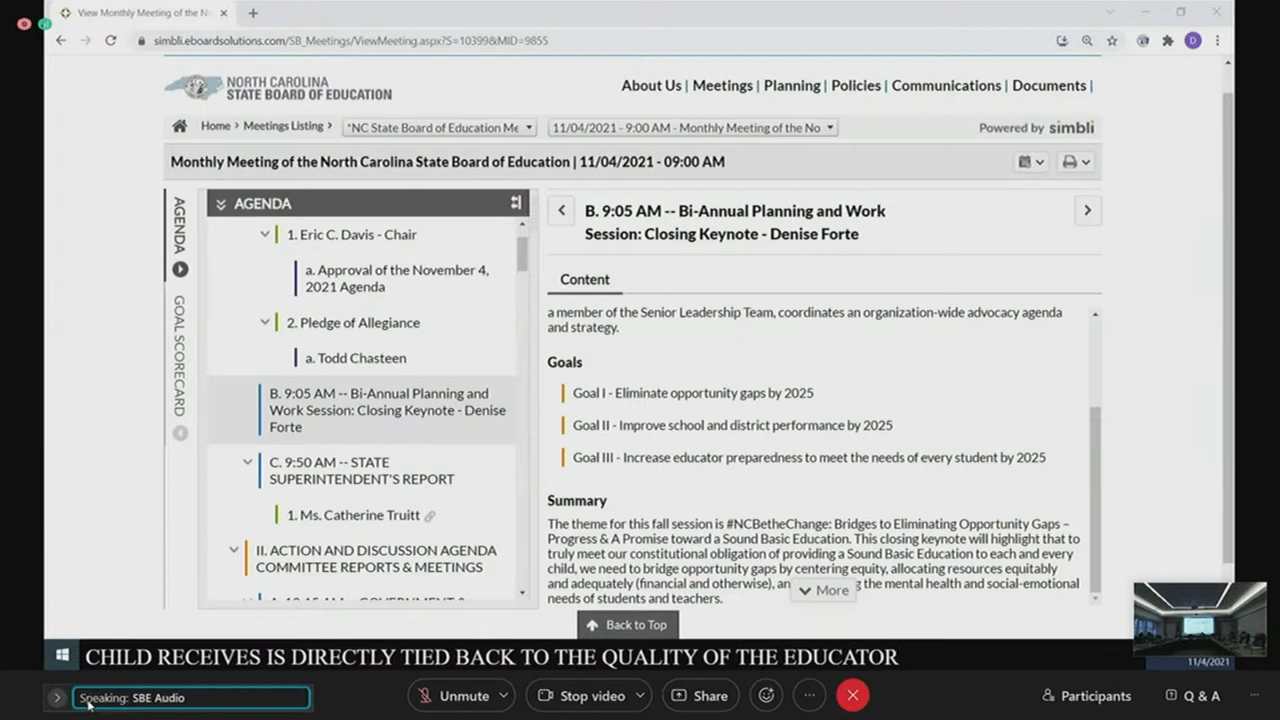 View Monthly Meeting of the No
simbli.eboardsolutions.com/SB_Meetings/ViewMeeting.aspx?S=10399&MID=9855
D
NORTH CAROLINA
STATE BOARD OF EDUCATION
About Us | Meetings | Planning | Policies | Communications | Documents |
Home > Meetings Listing >
*NC State Board of Education Me
11/04/2021 - 9:00 AM - Monthly Meeting of the No
Powered by simbli
Monthly Meeting of the North Carolina State Board of Education | 11/04/2021 - 09:00 AM
AGENDA
GOAL SCORECARD
AGENDA
1. Eric C. Davis - Chair
a. Approval of the November 4,
2021 Agenda
2. Pledge of Allegiance
a. Todd Chasteen
B. 9:05 AM -- Bi-Annual Planning and
Work Session: Closing Keynote - Denise
Forte
C. 9:50 AM -- STATE
SUPERINTENDENT'S REPORT
1. Ms. Catherine Truitt
II. ACTION AND DISCUSSION AGENDA
COMMITTEE REPORTS & MEETINGS
B. 9:05 AM -- Bi-Annual Planning and Work
Session: Closing Keynote - Denise Forte
Content
a member of the Senior Leadership Team, coordinates an organization-wide advocacy agenda
and strategy.
Goals
Goal I - Eliminate opportunity gaps by 2025
Goal II - Improve school and district performance by 2025
Goal III - Increase educator preparedness to meet the needs of every student by 2025
Summary
The theme for this fall session is #NCBetheChange: Bridges to Eliminating Opportunity Gaps –
Progress & A Promise toward a Sound Basic Education. This closing keynote will highlight that to
truly meet our constitutional obligation of providing a Sound Basic Education to each and every
child, we need to bridge opportunity gaps by centering equity, allocating resources equitably
and adequately (financial and otherwise), an the mental health and social-emotional
needs of students and teachers.
More
Back to Top
CHILD RECEIVES IS DIRECTLY TIED BACK TO THE QUALITY OF THE EDUCATOR
11/4/2021
Speaking: SBE Audio
Unmute
Stop video
Share
Participants
Q & A